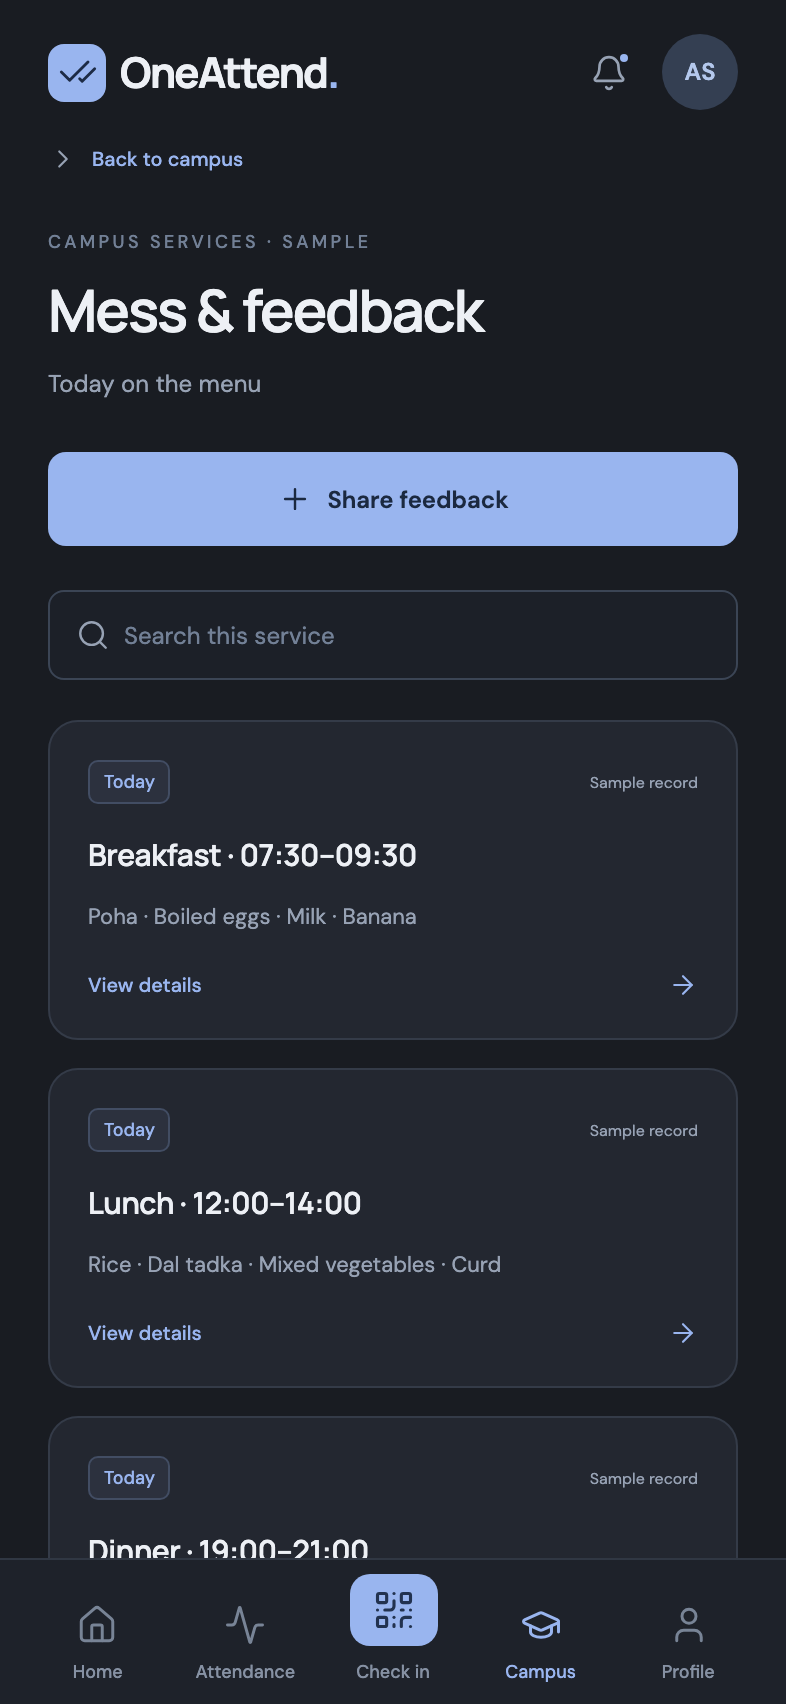 OneAttend.
AS
Back to campus
CAMPUS SERVICES · SAMPLE
Mess & feedback
Today on the menu
Share feedback
Search this service
Today
Sample record
Breakfast · 07:30–09:30
Poha · Boiled eggs · Milk · Banana
View details
Today
Sample record
Lunch · 12:00–14:00
Rice · Dal tadka · Mixed vegetables · Curd
View details
Today
Sample record
Dinner · 19:00–21:00
Home
Attendance
Check in
Campus
Profile